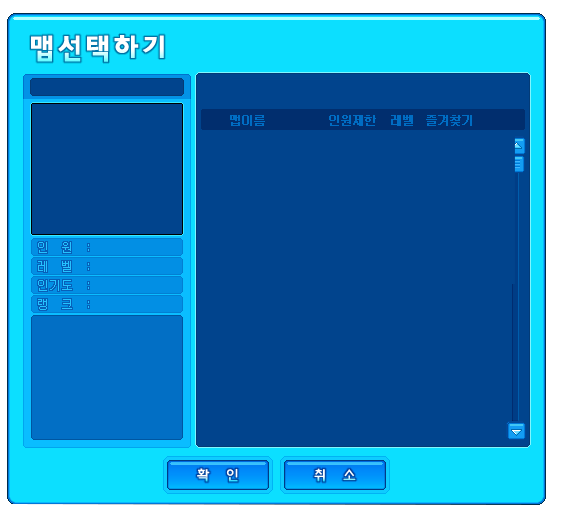 맵선택하기
맵이름 인원제한 레벨 즐겨찾기
인 원 :
레 벨 :
인기도 :
랭 크 :
확 인 취 소